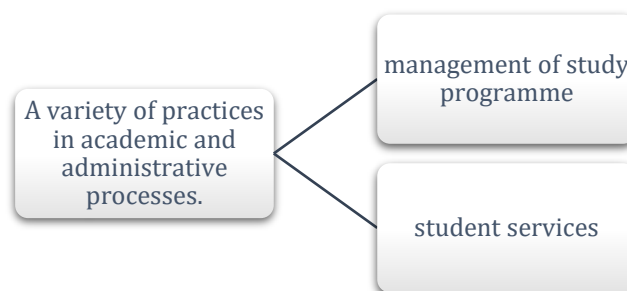 A variety of practices
in academic and
administrative
processes.
management of study
programme
student services